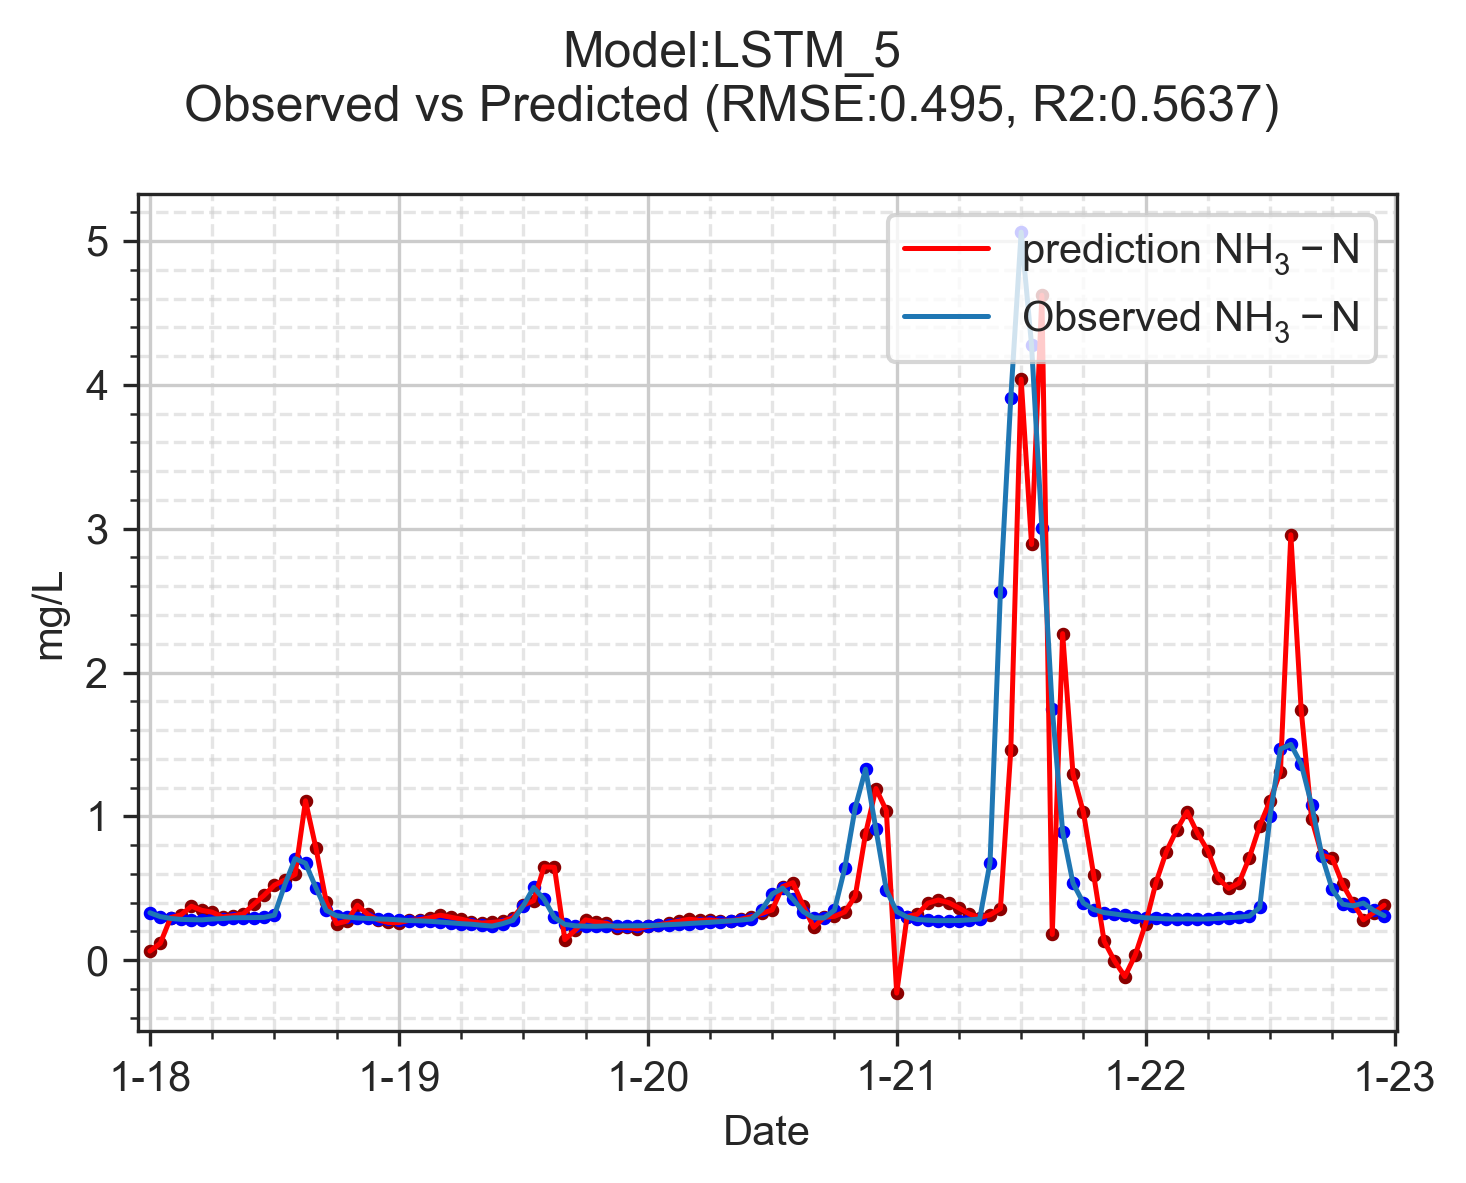 Model:LSTM_5
Observed vs Predicted (RMSE:0.495, R2:0.5637)
prediction NH₃ − N
Observed NH₃ − N
5
4
3
2
1
0
mg/L
1-18 1-19 1-20 1-21 1-22 1-23
Date